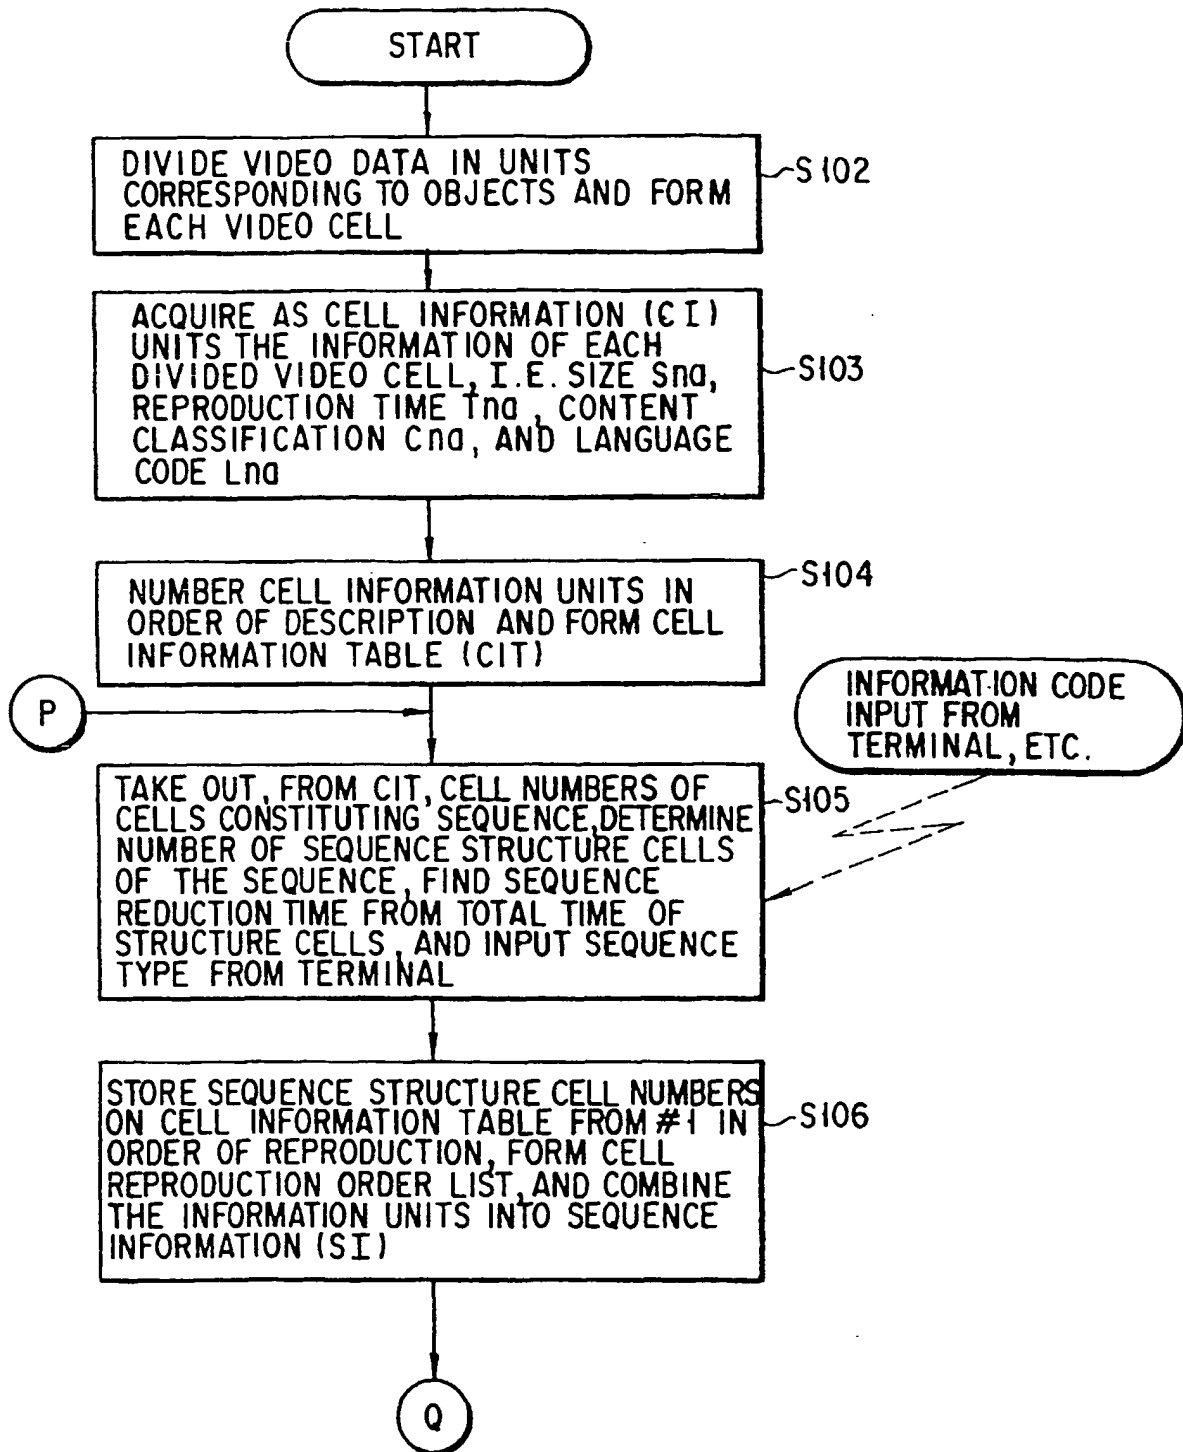 START
DIVIDE VIDEO DATA IN UNITS
CORRESPONDING TO OBJECTS AND FORM
EACH VIDEO CELL
S102
ACQUIRE AS CELL INFORMATION (CI)
UNITS THE INFORMATION OF EACH
DIVIDED VIDEO CELL, I.E. SIZE Sna,
REPRODUCTION TIME Tna, CONTENT
CLASSIFICATION Cna, AND LANGUAGE
CODE Lna
S103
NUMBER CELL INFORMATION UNITS IN
ORDER OF DESCRIPTION AND FORM CELL
INFORMATION TABLE (CIT)
S104
P
INFORMATION CODE
INPUT FROM
TERMINAL, ETC.
TAKE OUT, FROM CIT, CELL NUMBERS OF
CELLS CONSTITUTING SEQUENCE, DETERMINE
NUMBER OF SEQUENCE STRUCTURE CELLS
OF THE SEQUENCE, FIND SEQUENCE
REDUCTION TIME FROM TOTAL TIME OF
STRUCTURE CELLS, AND INPUT SEQUENCE
TYPE FROM TERMINAL
S105
STORE SEQUENCE STRUCTURE CELL NUMBERS
ON CELL INFORMATION TABLE FROM #1 IN
ORDER OF REPRODUCTION, FORM CELL
REPRODUCTION ORDER LIST, AND COMBINE
THE INFORMATION UNITS INTO SEQUENCE
INFORMATION (SI)
S106
Q